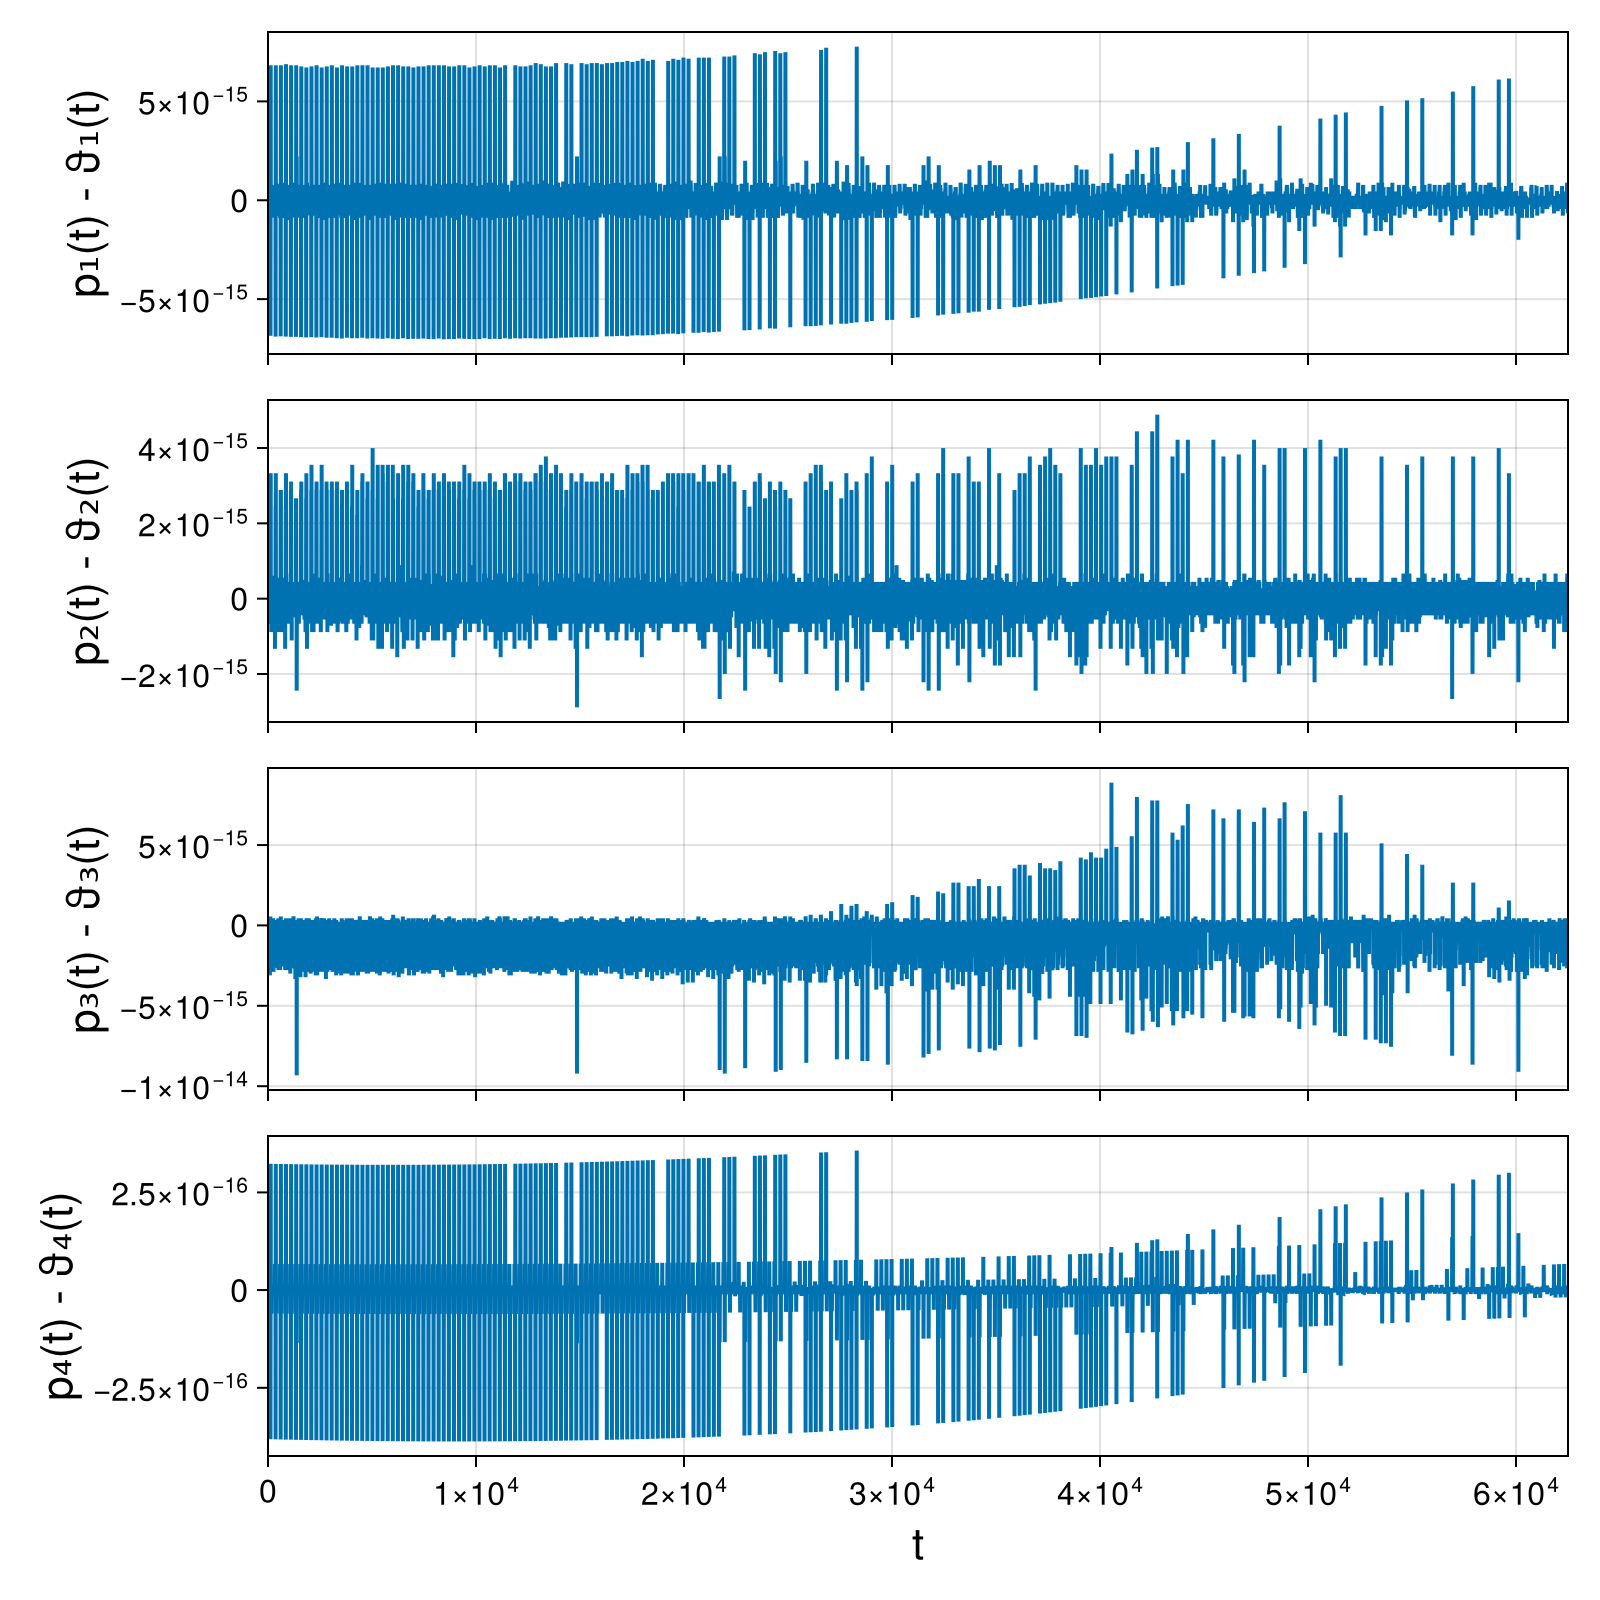 p₁(t) - ϑ₁(t)
5×10⁻¹⁵
0
−5×10⁻¹⁵
p₂(t) - ϑ₂(t)
4×10⁻¹⁵
2×10⁻¹⁵
0
−2×10⁻¹⁵
p₃(t) - ϑ₃(t)
5×10⁻¹⁵
0
−5×10⁻¹⁵
−1×10⁻¹⁴
p₄(t) - ϑ₄(t)
2.5×10⁻¹⁶
0
−2.5×10⁻¹⁶
0 1×10⁴ 2×10⁴ 3×10⁴ 4×10⁴ 5×10⁴ 6×10⁴
t